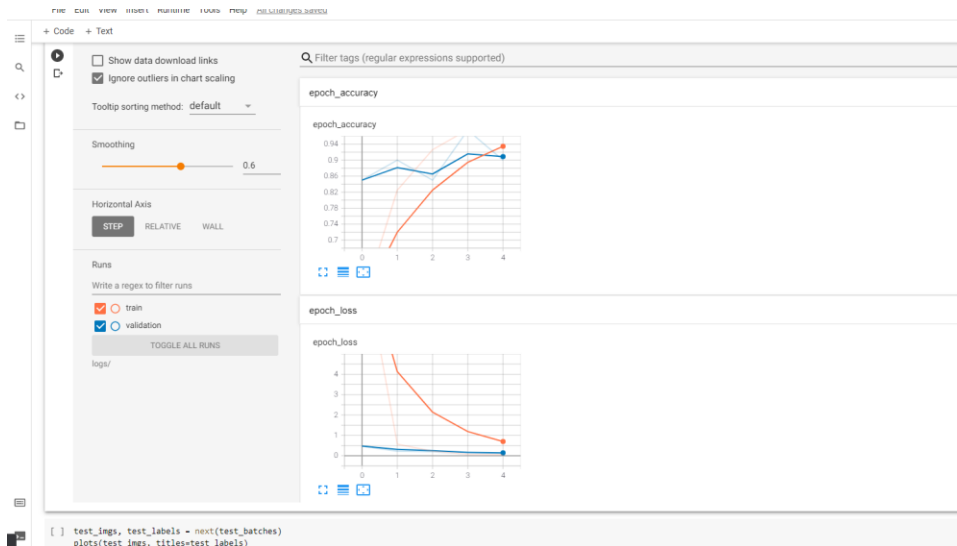 File Edit View Insert Runtime Tools Help All changes saved
+ Code + Text
Show data download links
Ignore outliers in chart scaling
Tooltip sorting method: default
Smoothing
0.6
Horizontal Axis
STEP RELATIVE WALL
Runs
Write a regex to filter runs
train
validation
TOGGLE ALL RUNS
logs/
Filter tags (regular expressions supported)
epoch_accuracy
epoch_accuracy
0.94
0.9
0.86
0.82
0.78
0.74
0.7
0 1 2 3 4
epoch_loss
epoch_loss
4
3
2
1
0
0 1 2 3 4
[ ] test_imgs, test_labels = next(test_batches)
plots(test_imgs, titles=test_labels)